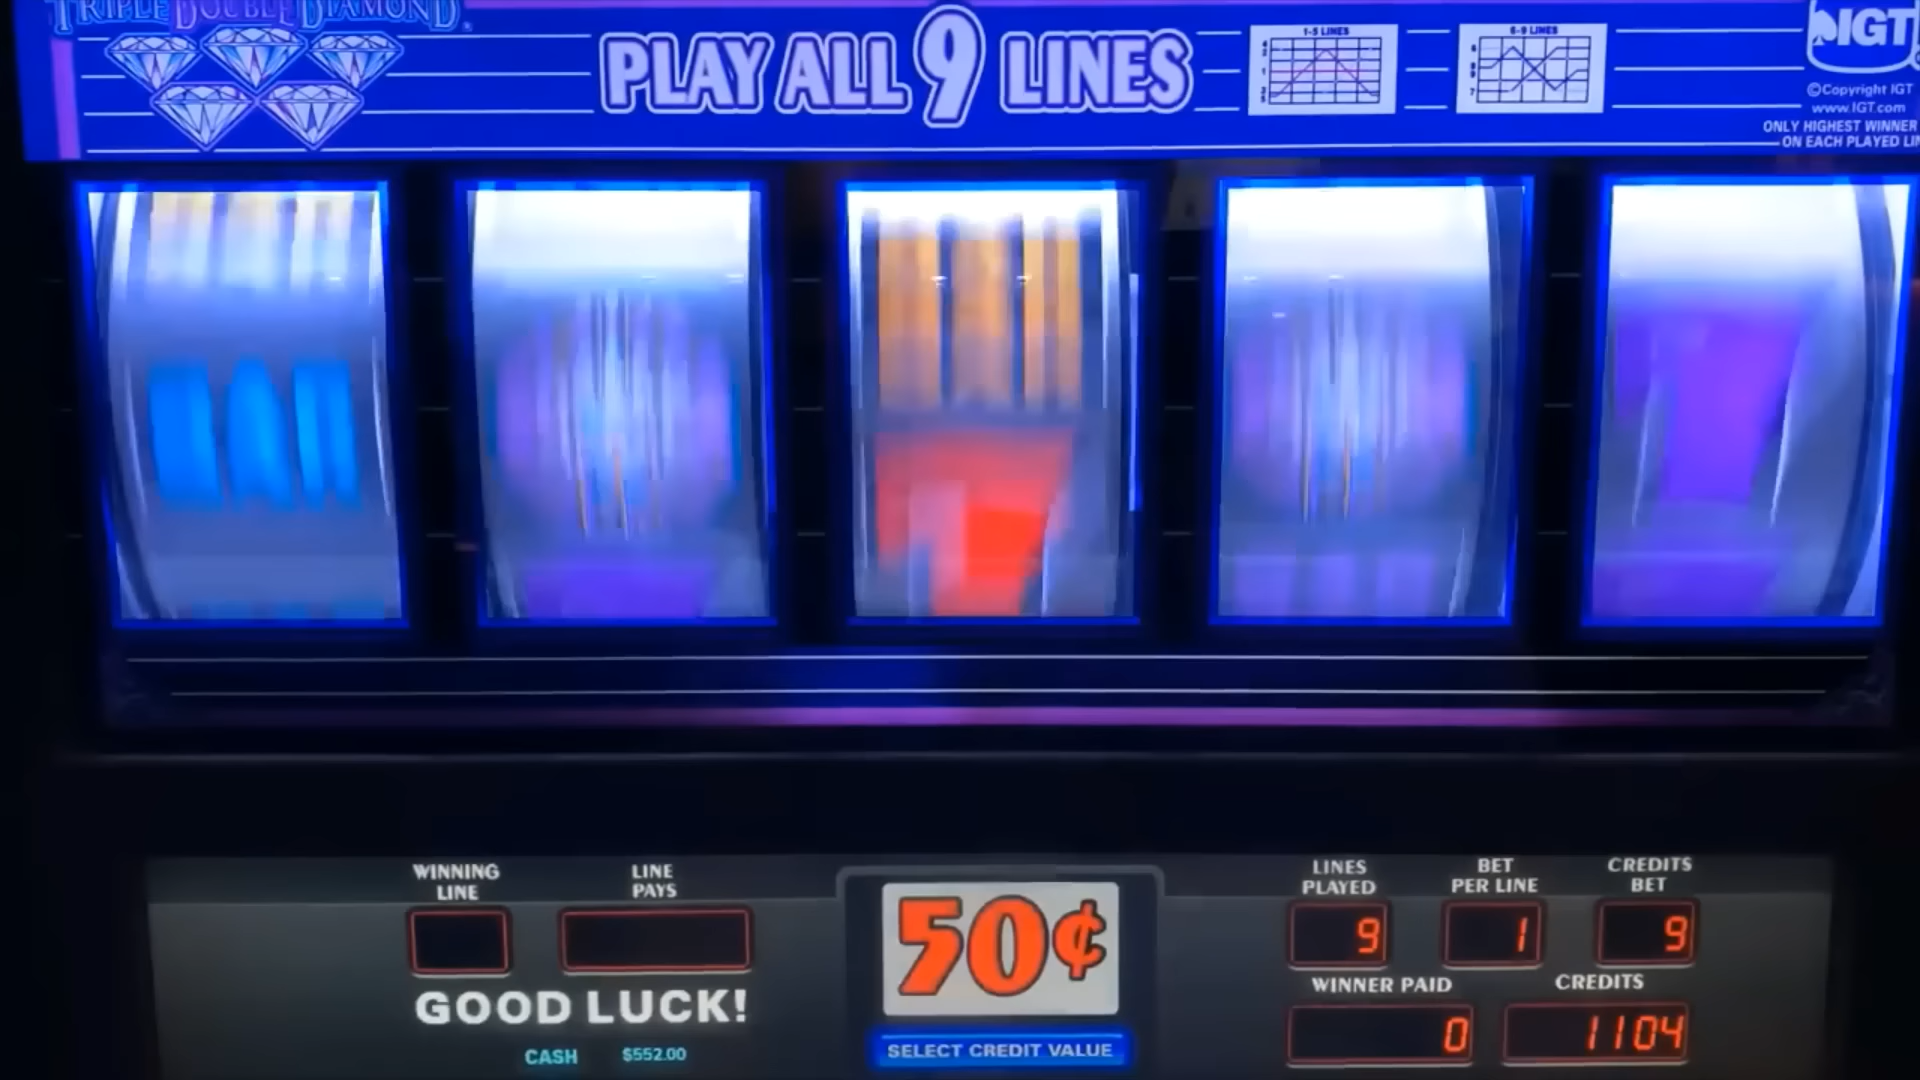 TRIPLE DOUBLE DIAMOND
PLAY ALL 9 LINES
1-5 LINES
6-9 LINES
IGT
©Copyright IGT
www.IGT.com
ONLY HIGHEST WINNER
ON EACH PLAYED
WINNING
LINE
LINE
PAYS
GOOD LUCK!
CASH $552.00
50¢
SELECT CREDIT VALUE
LINES
PLAYED
9
BET
PER LINE
1
CREDITS
BET
9
WINNER PAID
0
CREDITS
1104